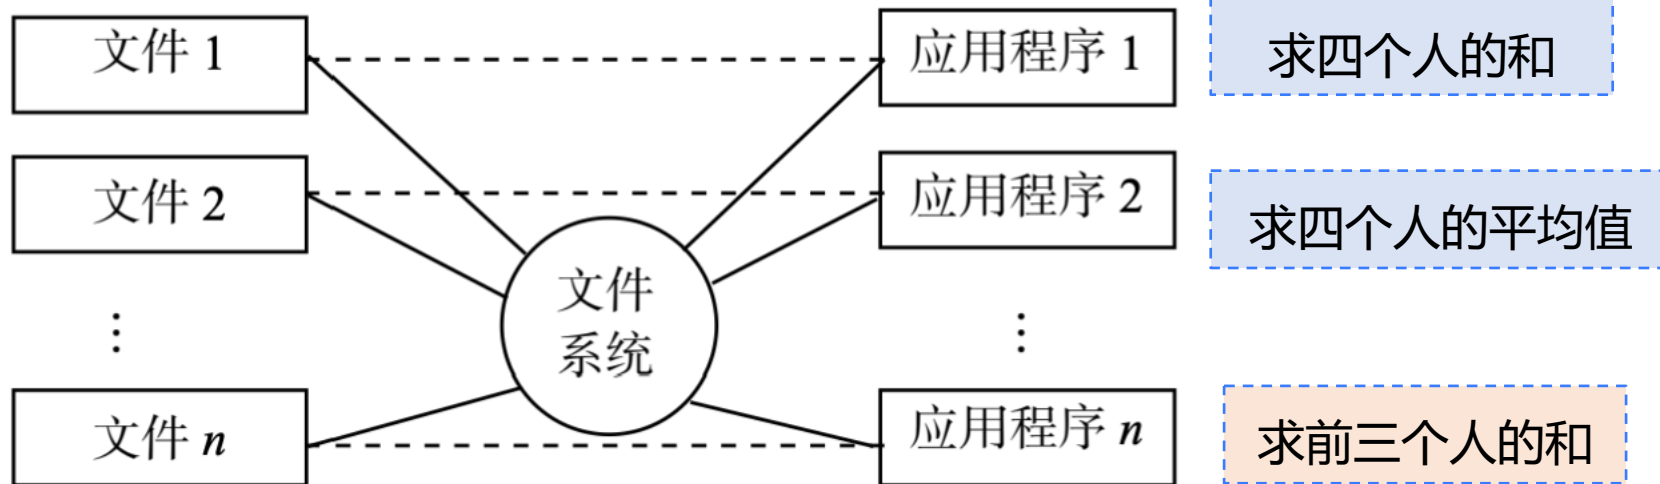 文件 1
应用程序 1
求四个人的和
文件 2
应用程序 2
求四个人的平均值
文件
系统
⋮
⋮
文件 n
应用程序 n
求前三个人的和